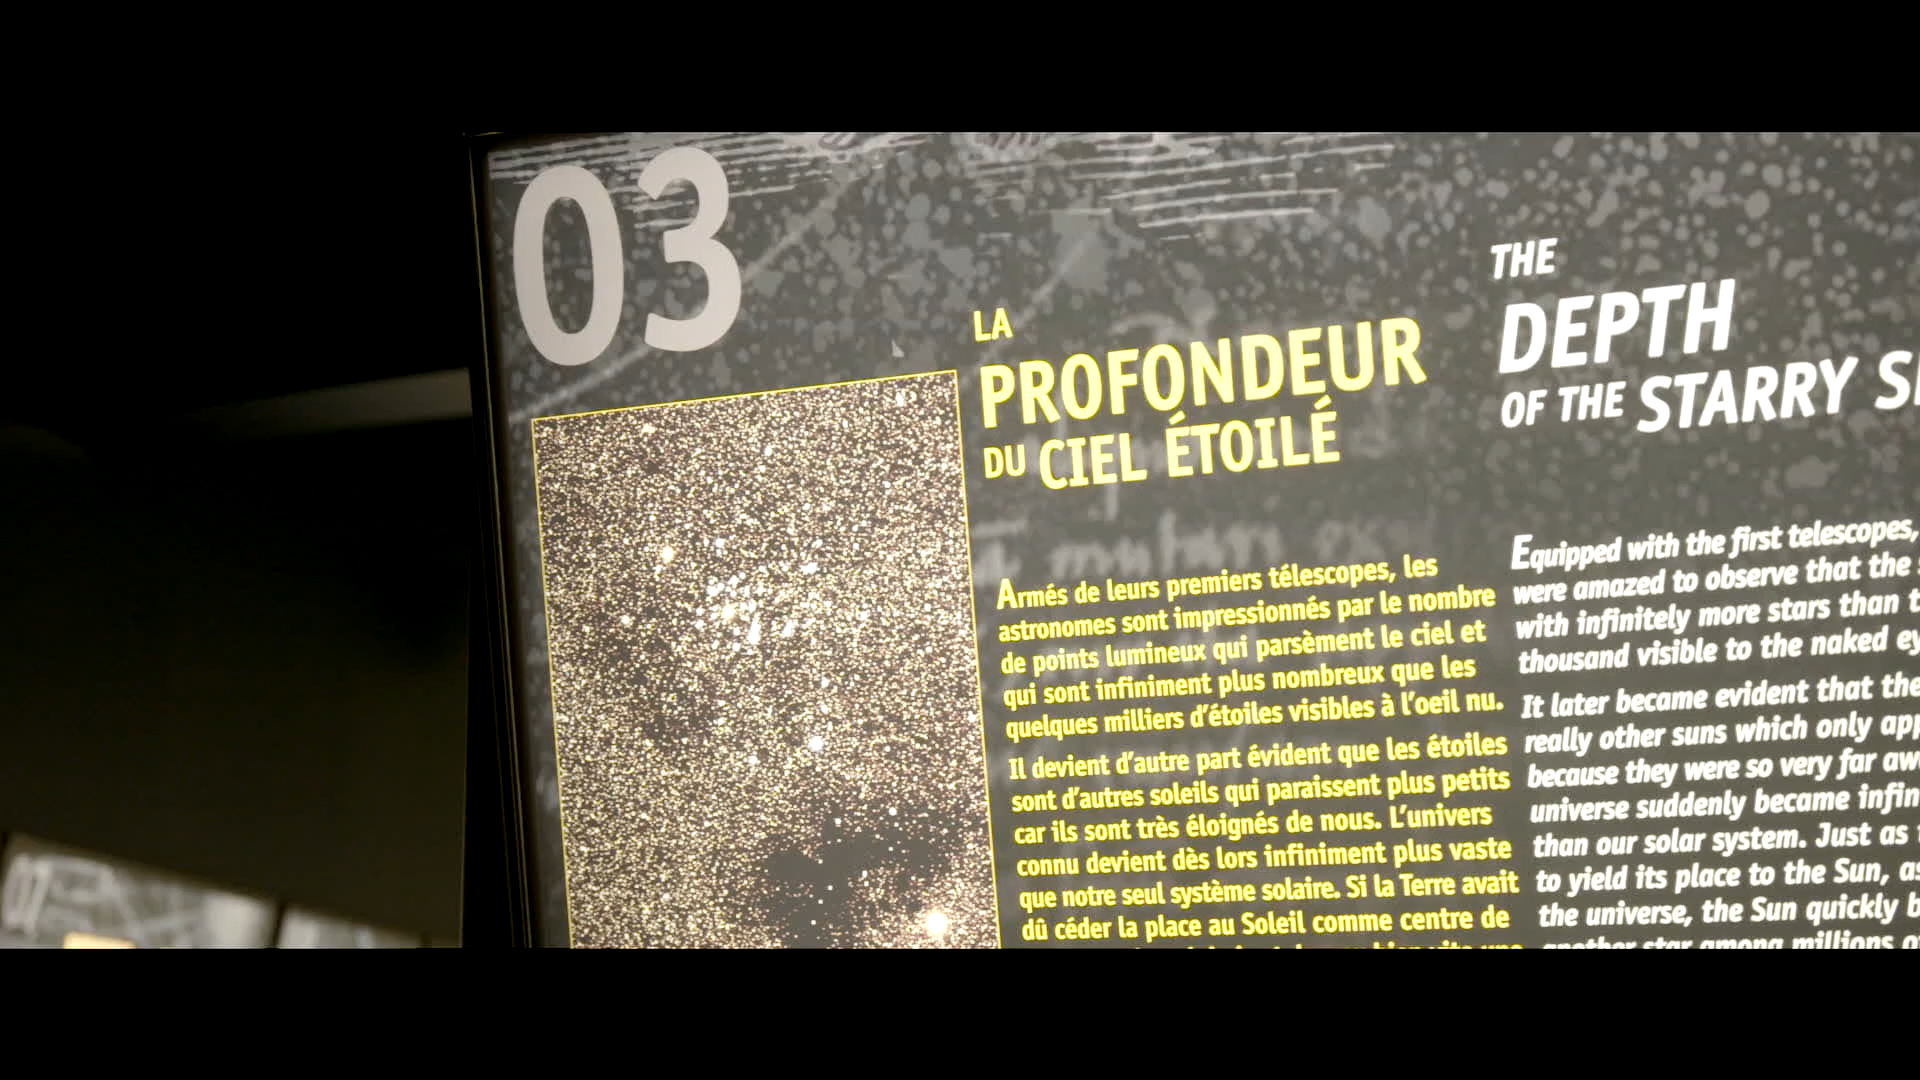 03
LA
PROFONDEUR
DU CIEL ÉTOILÉ
Armés de leurs premiers télescopes, les
astronomes sont impressionnés par le nombre
de points lumineux qui parsèment le ciel et
qui sont infiniment plus nombreux que les
quelques milliers d'étoiles visibles à l'oeil nu.
Il devient d'autre part évident que les étoiles
sont d'autres soleils qui paraissent plus petits
car ils sont très éloignés de nous. L'univers
connu devient dès lors infiniment plus vaste
que notre seul système solaire. Si la Terre avait
dû céder la place au Soleil comme centre de
THE
DEPTH
OF THE STARRY
Equipped with the first telescopes,
were amazed to observe that the
with infinitely more stars than
thousand visible to the naked
It later became evident that
really other suns which only
because they were so very far
universe suddenly became
than our solar system. Just as
to yield its place to the Sun,
the universe, the Sun quickly
another star among millions